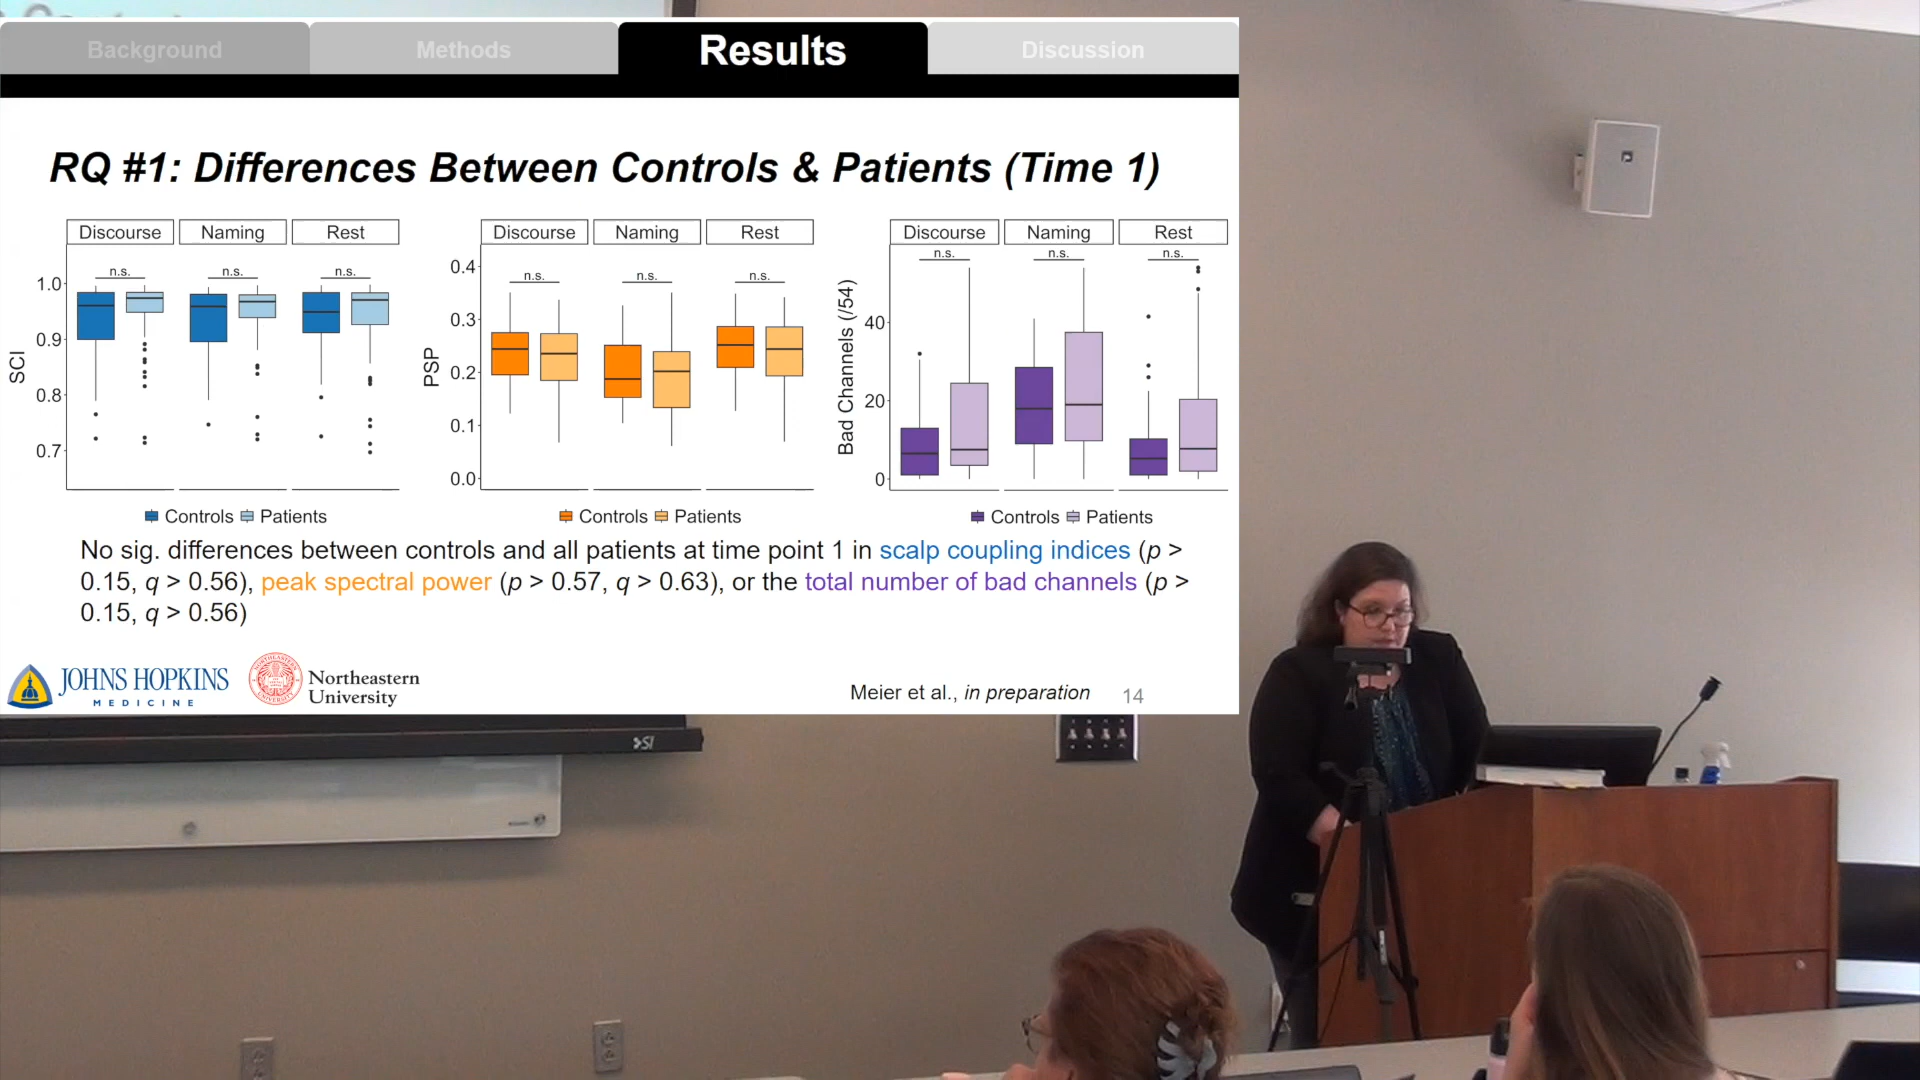 Background Methods Results Discussion
RQ #1: Differences Between Controls & Patients (Time 1)
Discourse Naming Rest
n.s. n.s. n.s.
1.0
0.9
0.8
0.7
SCI
Controls Patients
Discourse Naming Rest
n.s. n.s. n.s.
0.4
0.3
0.2
0.1
0.0
PSP
Controls Patients
Discourse Naming Rest
n.s. n.s. n.s.
40
20
0
Bad Channels (/54)
Controls Patients
No sig. differences between controls and all patients at time point 1 in scalp coupling indices (p >
0.15, q > 0.56), peak spectral power (p > 0.57, q > 0.63), or the total number of bad channels (p >
0.15, q > 0.56)
JOHNS HOPKINS
MEDICINE
Northeastern
University
Meier et al., in preparation 14
SI